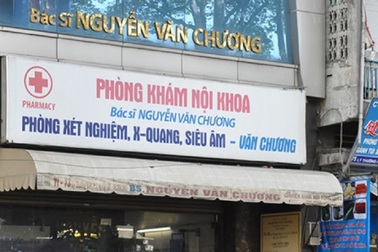 Bác sĩ NGUYỄN VĂN CHƯƠNG
PHARMACY
PHÒNG KHÁM NỘI KHOA
Bác sĩ NGUYỄN VĂN CHƯƠNG
PHÒNG XÉT NGHIỆM, X-QUANG, SIÊU ÂM – VĂN CHƯƠNG
BS NGUYỄN VĂN CHƯƠNG